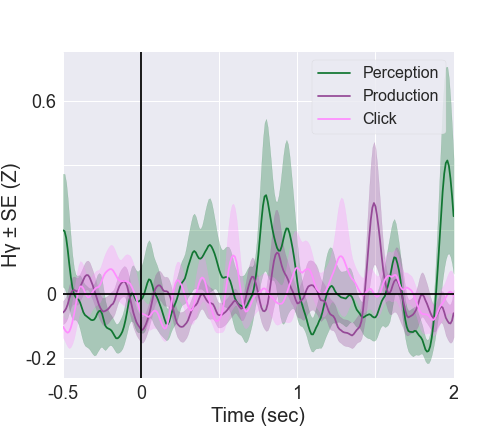 Perception
Production
Click
Hγ ± SE (Z)
0.6
0
-0.2
-0.5
0
1
2
Time (sec)